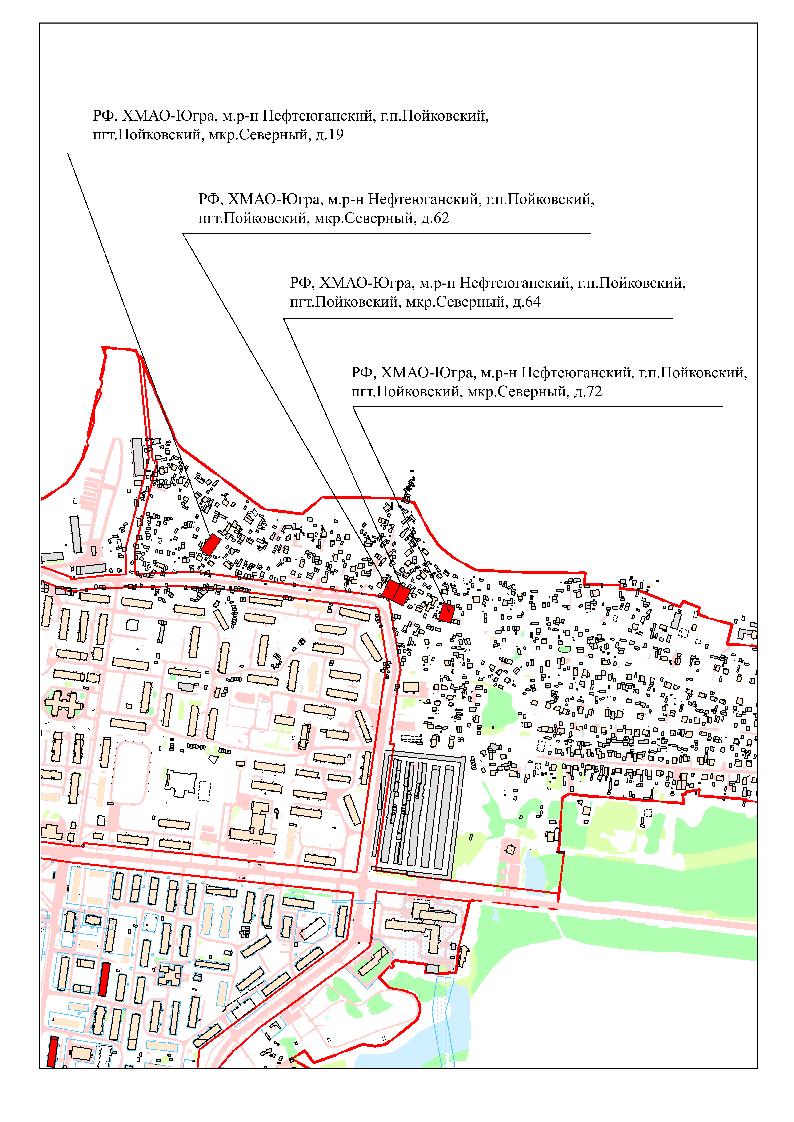 РФ, ХМАО-Югра, м.р-н Нефтеюганский, г.п.Пойковский,
пгт.Пойковский, мкр.Северный, д.19
РФ, ХМАО-Югра, м.р-н Нефтеюганский, г.п.Пойковский,
пгт.Пойковский, мкр.Северный, д.62
РФ, ХМАО-Югра, м.р-н Нефтеюганский, г.п.Пойковский,
пгт.Пойковский, мкр.Северный, д.64
РФ, ХМАО-Югра, м.р-н Нефтеюганский, г.п.Пойковский,
пгт.Пойковский, мкр.Северный, д.72